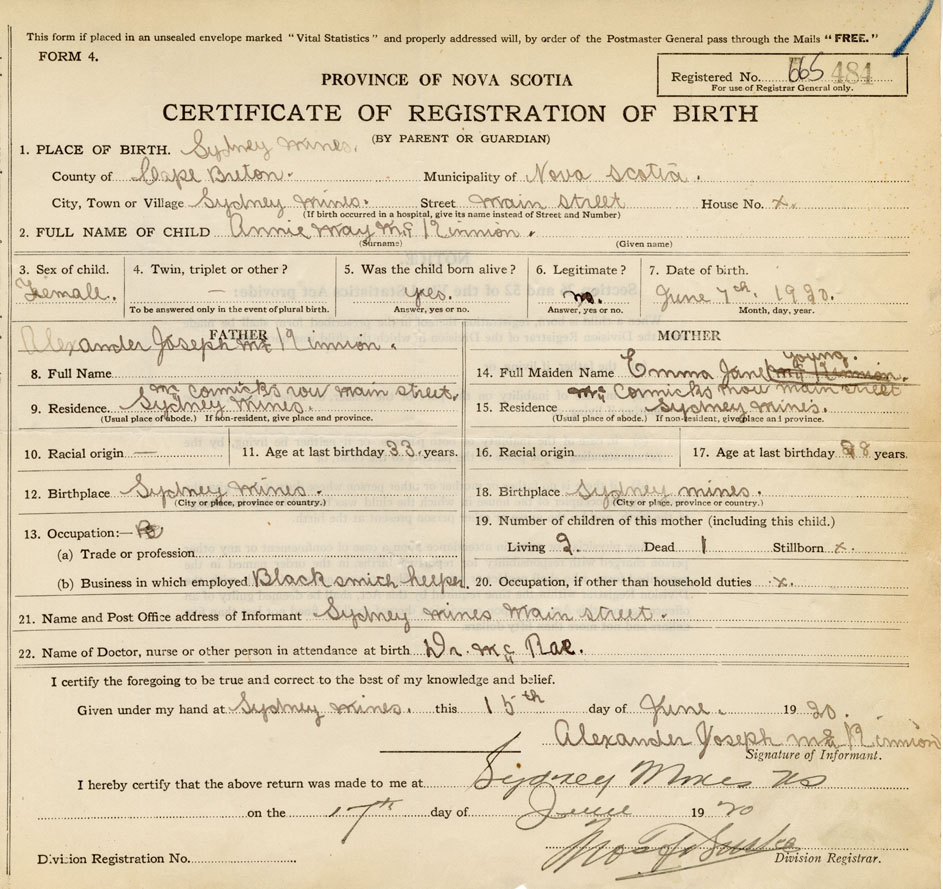 This form if placed in an unsealed envelope marked "Vital Statistics" and properly addressed will, by order of the Postmaster General pass through the Mails "FREE."
FORM 4.
PROVINCE OF NOVA SCOTIA
Registered No. 665 484
For use of Registrar General only.
CERTIFICATE OF REGISTRATION OF BIRTH
(BY PARENT OR GUARDIAN)
1. PLACE OF BIRTH. Sydney mines.
County of Cape Breton. Municipality of Nova Scotia.
City, Town or Village Sydney mines. Street main street House No. x.
(If birth occurred in a hospital, give its name instead of Street and Number)
2. FULL NAME OF CHILD Annie may Mc Kinnion.
(Surname) (Given name)
3. Sex of child. 4. Twin, triplet or other? 5. Was the child born alive? 6. Legitimate? 7. Date of birth.
Female. — yes. no. June 7th, 1920.
To be answered only in the event of plural birth. Answer, yes or no. Answer, yes or no. Month, day, year.
FATHER MOTHER
Alexander Joseph Mc Kinnion.
8. Full Name
14. Full Maiden Name Emma Jane young.
Mc Cormicks row main street.
9. Residence. Sydney mines.
(Usual place of abode.) If non-resident, give place and province.
Mc Cormicks row main street
15. Residence Sydney mines.
(Usual place of abode.) If non-resident, give place and province.
10. Racial origin — 11. Age at last birthday 33 years.
16. Racial origin 17. Age at last birthday 28 years.
12. Birthplace Sydney mines.
(City or place, province or country.)
18. Birthplace Sydney mines.
(City or place, province or country.)
13. Occupation:—
(a) Trade or profession
(b) Business in which employed Blacksmith helper.
19. Number of children of this mother (including this child.)
Living 2. Dead 1 Stillborn x.
20. Occupation, if other than household duties x.
21. Name and Post Office address of Informant Sydney mines Main street.
22. Name of Doctor, nurse or other person in attendance at birth Dr. Mc Rae.
I certify the foregoing to be true and correct to the best of my knowledge and belief.
Given under my hand at Sydney mines. this 15th day of June. 1920.
Alexander Joseph Mc Kinnion
Signature of Informant.
I hereby certify that the above return was made to me at Sydney Mines NS
on the 17th day of June 1920
Division Registration No. Division Registrar.